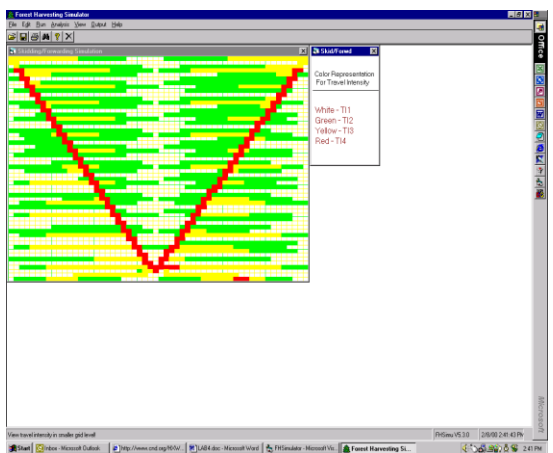 Forest Harvesting Simulator
File Edit Run Analysis View Output Help
Skidding/Forwarding Simulation
Skid/Forwd
Office
Color Representation
For Travel Intensity
White - TI1
Green - TI2
Yellow - TI3
Red - TI4
Microsoft
View travel intensity in smaller grid level!
FHSimu V5.3.0
2/8/00 2:41:43 PM
Start
Inbox - Microsoft Outlook
LAB4.doc - Microsoft Word
FHSimulator - Microsoft Vis...
Forest Harvesting Si...
2:41 PM